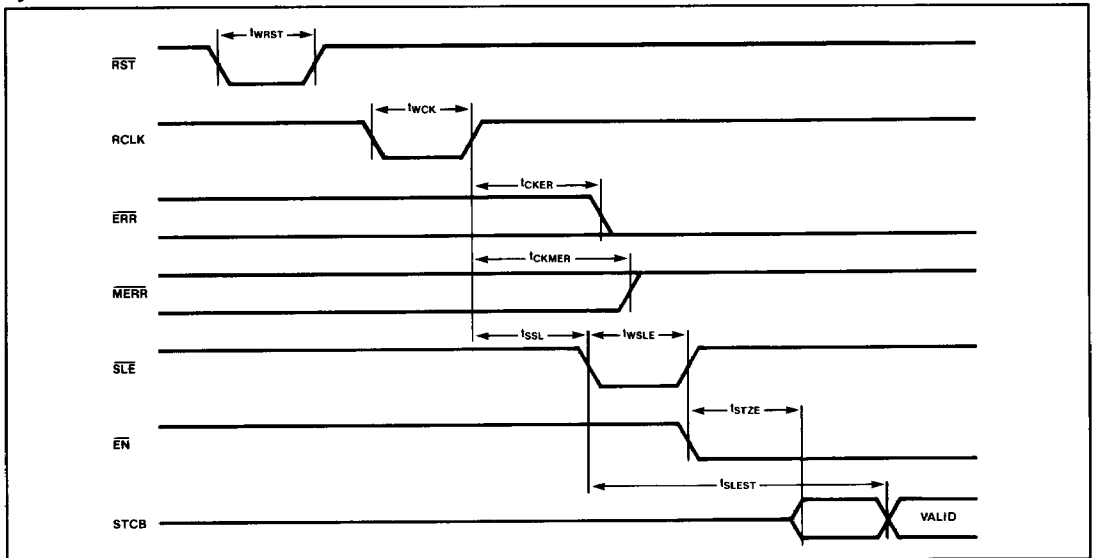 tWRST
RST
tWCK
RCLK
tCKER
ERR
tCKMER
MERR
tSSL tWSLE
SLE
tSTZE
EN
tSLEST
STCB VALID